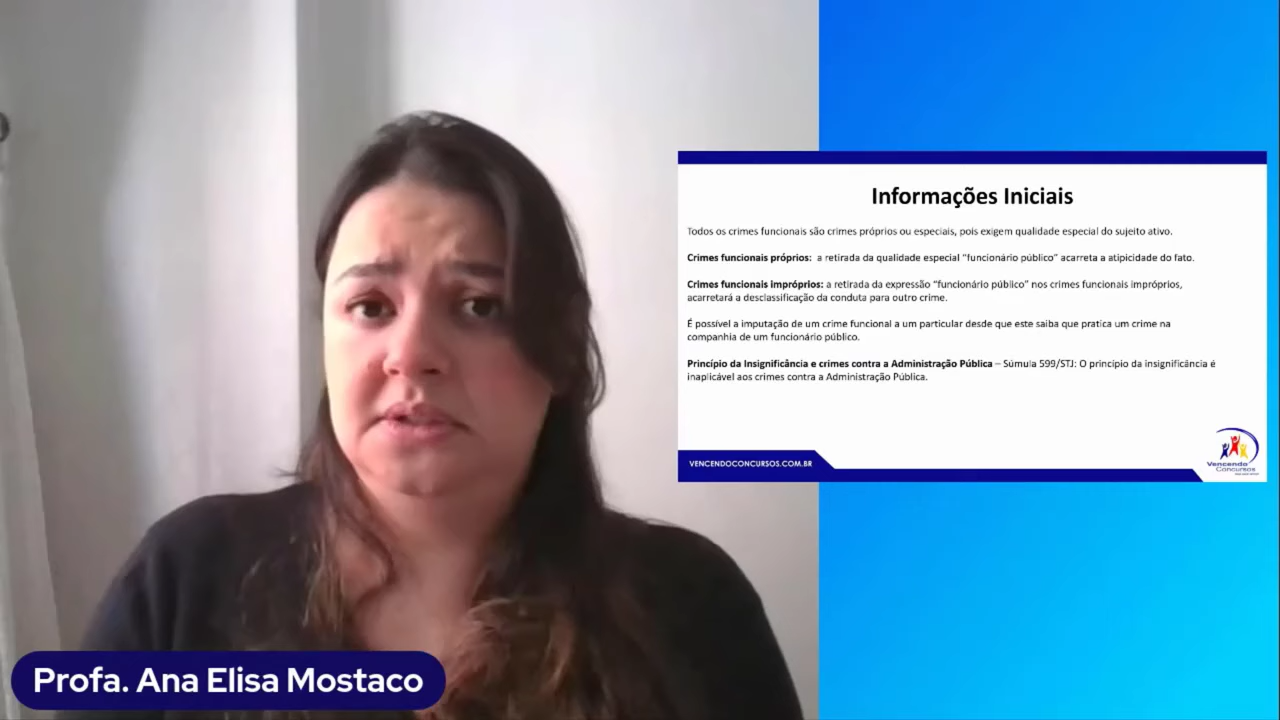 Informações Iniciais
Todos os crimes funcionais são crimes próprios ou especiais, pois exigem qualidade especial do sujeito ativo.
Crimes funcionais próprios: a retirada da qualidade especial “funcionário público” acarreta a atipicidade do fato.
Crimes funcionais impróprios: a retirada da expressão “funcionário público” nos crimes funcionais impróprios,
acarretará a desclassificação da conduta para outro crime.
É possível a imputação de um crime funcional a um particular desde que este saiba que pratica um crime na
companhia de um funcionário público.
Princípio da Insignificância e crimes contra a Administração Pública – Súmula 599/STJ: O princípio da insignificância é
inaplicável aos crimes contra a Administração Pública.
VENCENDOCONCURSOS.COM.BR
Vencendo
Concursos
Profa. Ana Elisa Mostaco